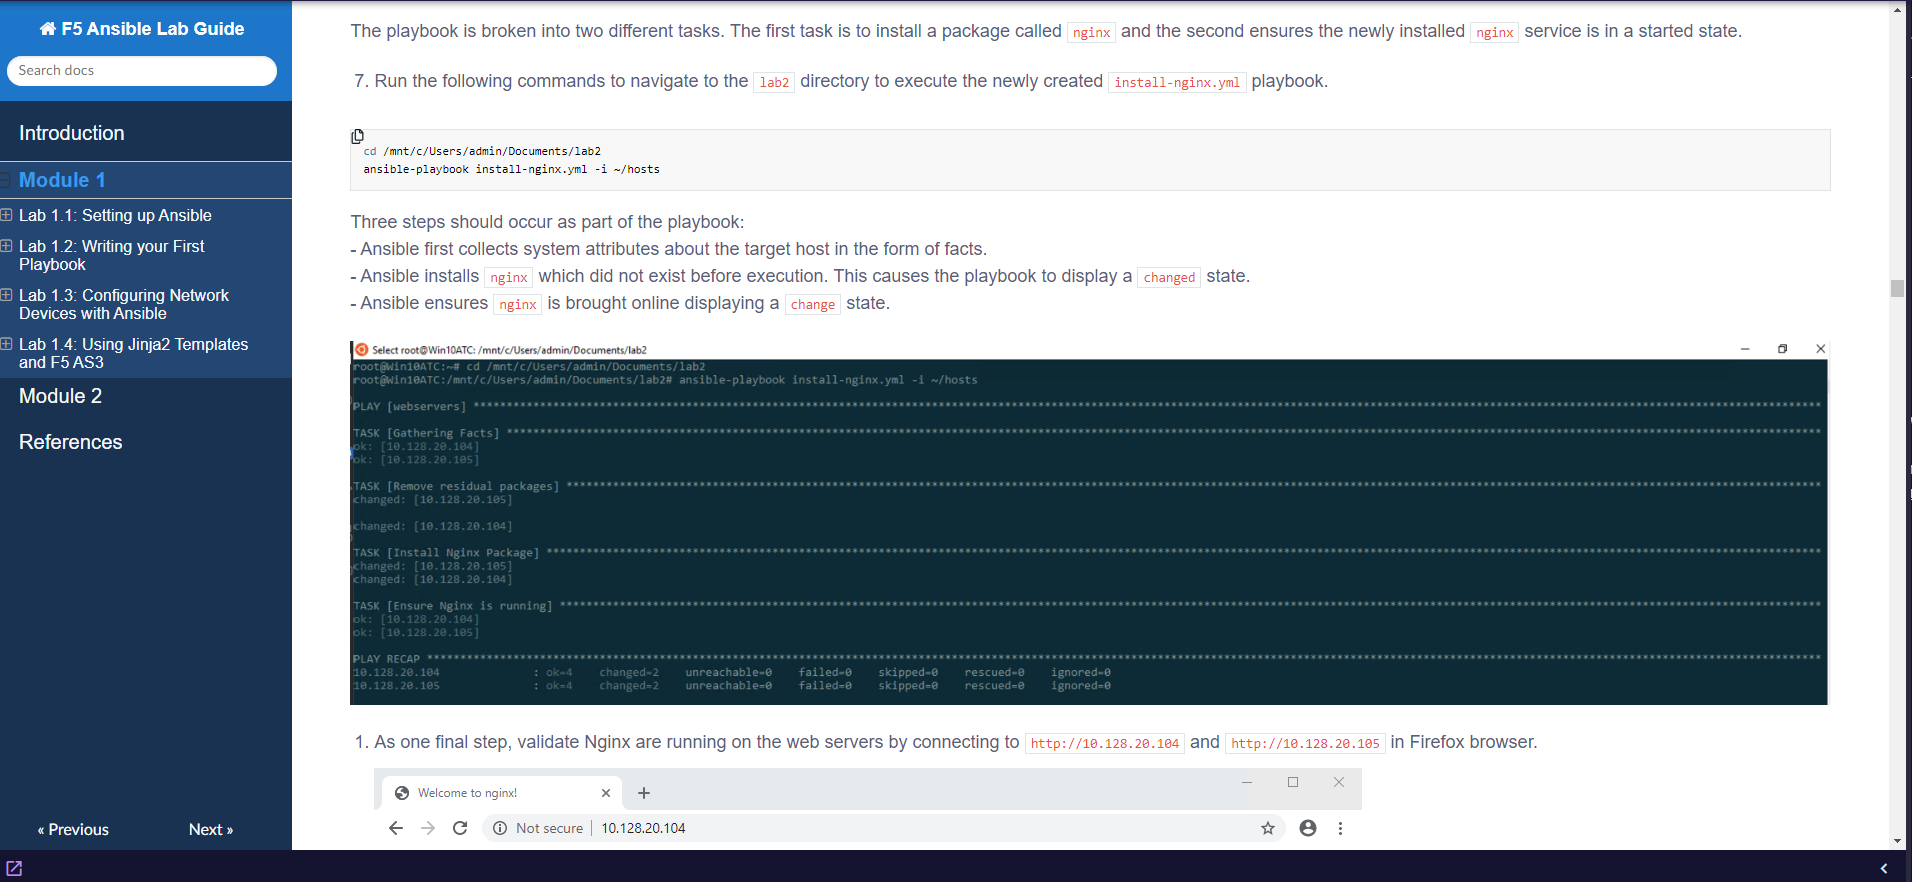 F5 Ansible Lab Guide
Search docs
Introduction
Module 1
Lab 1.1: Setting up Ansible
Lab 1.2: Writing your First
Playbook
Lab 1.3: Configuring Network
Devices with Ansible
Lab 1.4: Using Jinja2 Templates
and F5 AS3
Module 2
References
« Previous
Next »
The playbook is broken into two different tasks. The first task is to install a package called nginx and the second ensures the newly installed nginx service is in a started state.
7. Run the following commands to navigate to the lab2 directory to execute the newly created install-nginx.yml playbook.
cd /mnt/c/Users/admin/Documents/lab2
ansible-playbook install-nginx.yml -i ~/hosts
Three steps should occur as part of the playbook:
- Ansible first collects system attributes about the target host in the form of facts.
- Ansible installs nginx which did not exist before execution. This causes the playbook to display a changed state.
- Ansible ensures nginx is brought online displaying a change state.
Select root@Win10ATC: /mnt/c/Users/admin/Documents/lab2
root@Win10ATC:~# cd /mnt/c/Users/admin/Documents/lab2
root@Win10ATC:/mnt/c/Users/admin/Documents/lab2# ansible-playbook install-nginx.yml -i ~/hosts
PLAY [webservers] ****
TASK [Gathering Facts] ****
ok: [10.128.20.104]
ok: [10.128.20.105]
TASK [Remove residual packages] ****
changed: [10.128.20.105]
changed: [10.128.20.104]
TASK [Install Nginx Package] ****
changed: [10.128.20.105]
changed: [10.128.20.104]
TASK [Ensure Nginx is running] ****
ok: [10.128.20.104]
ok: [10.128.20.105]
PLAY RECAP ****
10.128.20.104 : ok=4 changed=2 unreachable=0 failed=0 skipped=0 rescued=0 ignored=0
10.128.20.105 : ok=4 changed=2 unreachable=0 failed=0 skipped=0 rescued=0 ignored=0
1. As one final step, validate Nginx are running on the web servers by connecting to http://10.128.20.104 and http://10.128.20.105 in Firefox browser.
Welcome to nginx!
Not secure 10.128.20.104